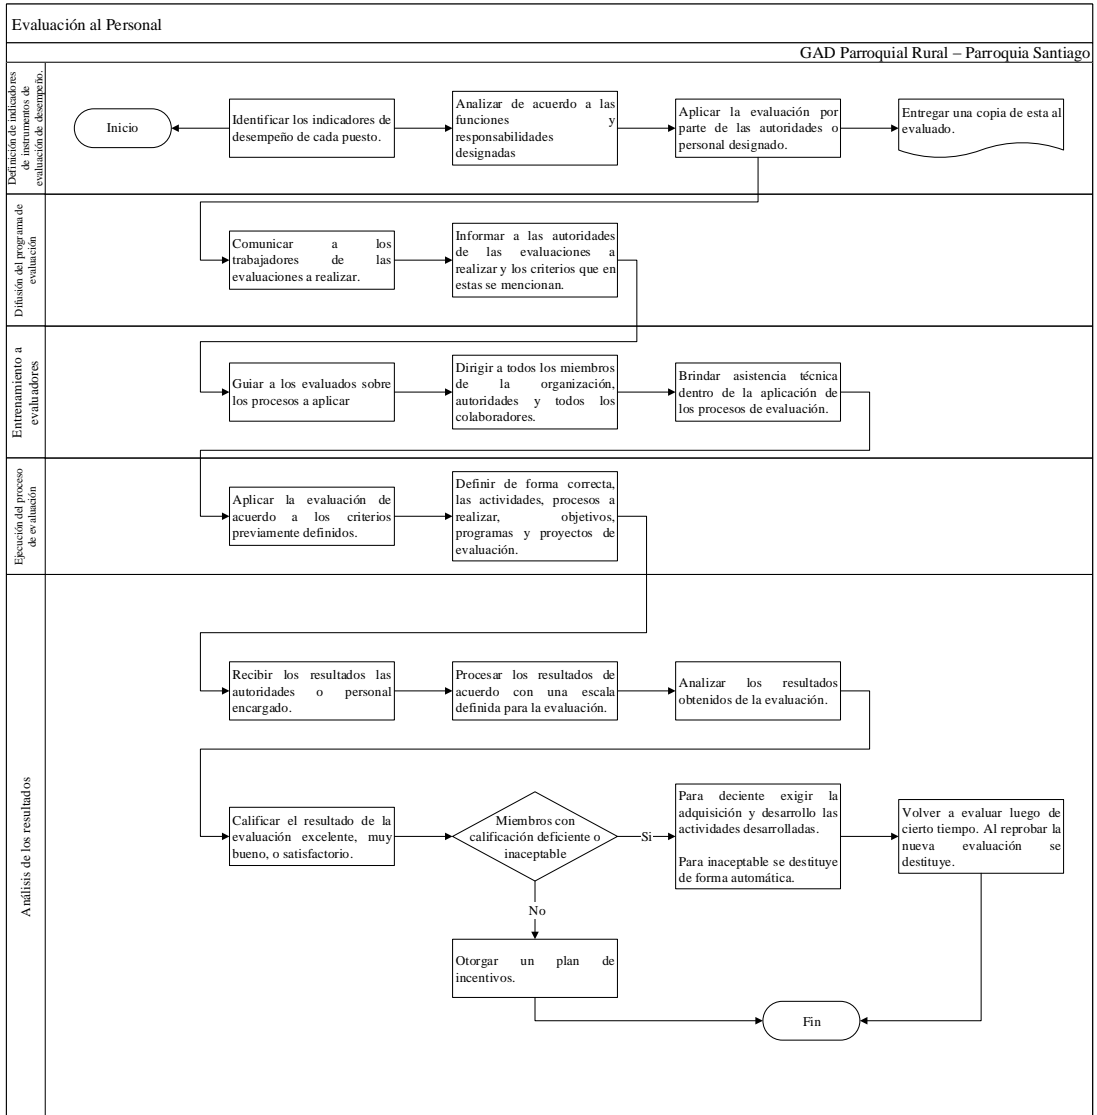 Evaluación al Personal
GAD Parroquial Rural – Parroquia Santiago
Definición de indicadores
de instrumentos de
evaluación de desempeño.
Inicio
Identificar los indicadores de
desempeño de cada puesto.
Analizar de acuerdo a las
funciones y
responsabilidades
designadas
Aplicar la evaluación por
parte de las autoridades o
personal designado.
Entregar una copia de esta al
evaluado.
Difusión del programa de
evaluación
Comunicar a los
trabajadores de las
evaluaciones a realizar.
Informar a las autoridades
de las evaluaciones a
realizar y los criterios que en
estas se mencionan.
Entrenamiento a
evaluadores
Guiar a los evaluados sobre
los procesos a aplicar
Dirigir a todos los miembros
de la organización,
autoridades y todos los
colaboradores.
Brindar asistencia técnica
dentro de la aplicación de
los procesos de evaluación.
Ejecución del proceso
de evaluación
Aplicar la evaluación de
acuerdo a los criterios
previamente definidos.
Definir de forma correcta,
las actividades, procesos a
realizar, objetivos,
programas y proyectos de
evaluación.
Análisis de los resultados
Recibir los resultados las
autoridades o personal
encargado.
Procesar los resultados de
acuerdo con una escala
definida para la evaluación.
Analizar los resultados
obtenidos de la evaluación.
Calificar el resultado de la
evaluación excelente, muy
bueno, o satisfactorio.
Miembros con
calificación deficiente o
inaceptable
Si
Para deciente exigir la
adquisición y desarrollo las
actividades desarrolladas.
Para inaceptable se destituye
de forma automática.
Volver a evaluar luego de
cierto tiempo. Al reprobar la
nueva evaluación se
destituye.
No
Otorgar un plan de
incentivos.
Fin